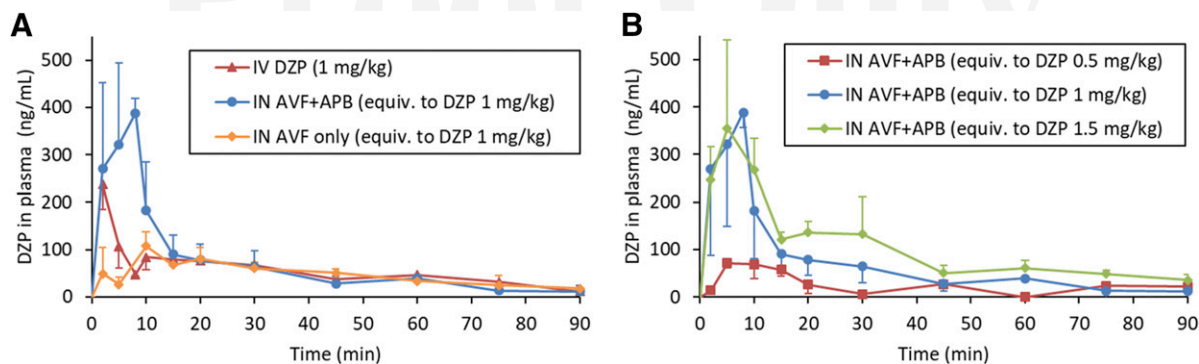 A
DZP in plasma (ng/mL)
500
400
300
200
100
0
IV DZP (1 mg/kg)
IN AVF+APB (equiv. to DZP 1 mg/kg)
IN AVF only (equiv. to DZP 1 mg/kg)
0 10 20 30 40 50 60 70 80 90
Time (min)
B
DZP in plasma (ng/mL)
500
400
300
200
100
0
IN AVF+APB (equiv. to DZP 0.5 mg/kg)
IN AVF+APB (equiv. to DZP 1 mg/kg)
IN AVF+APB (equiv. to DZP 1.5 mg/kg)
0 10 20 30 40 50 60 70 80 90
Time (min)